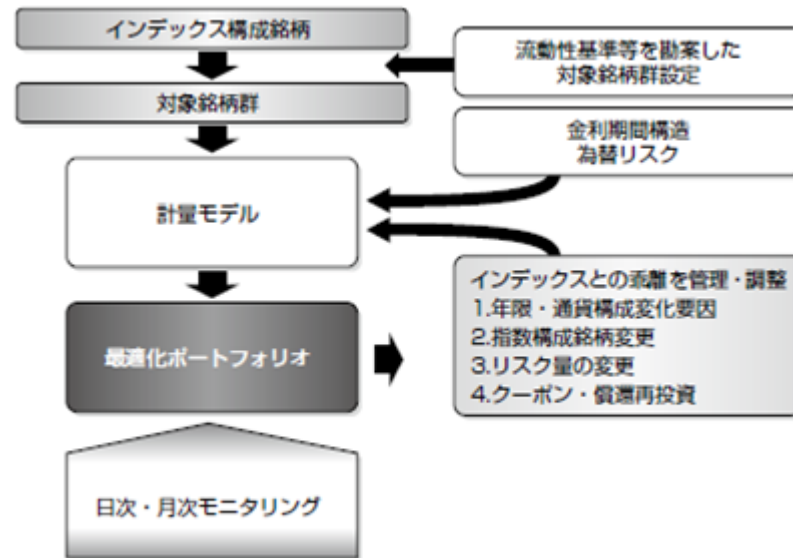 インデックス構成銘柄
流動性基準等を勘案した
対象銘柄群設定
対象銘柄群
金利期間構造
為替リスク
計量モデル
インデックスとの乖離を管理・調整
1.年限・通貨構成変化要因
2.指数構成銘柄変更
3.リスク量の変更
4.クーポン・償還再投資
最適化ポートフォリオ
日次・月次モニタリング